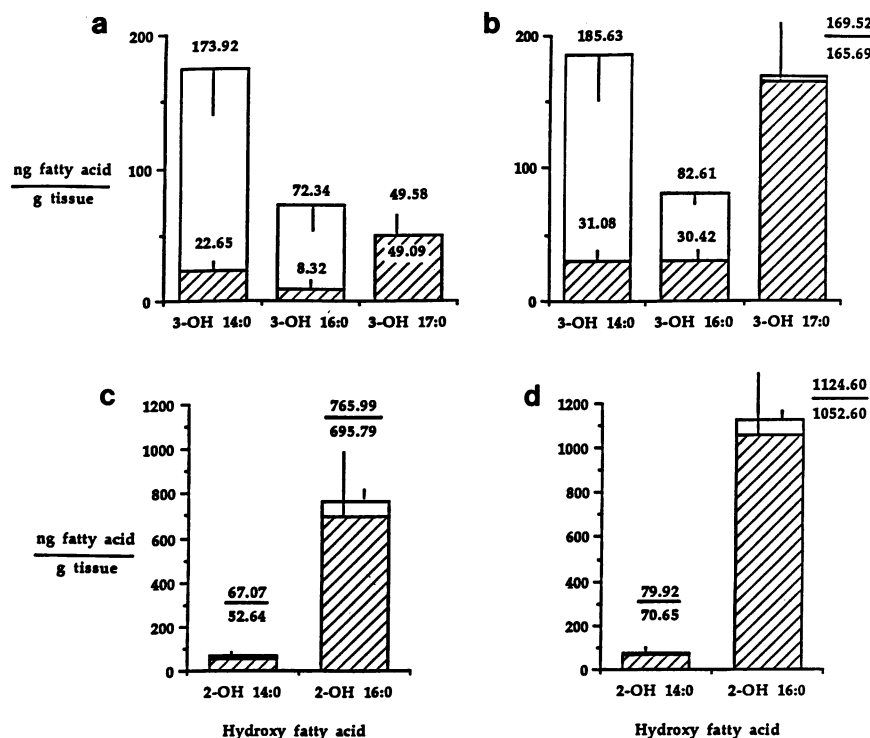 a
173.92
200
72.34
49.58
100
22.65
8.32
49.09
0
3-OH 14:0 3-OH 16:0 3-OH 17:0
ng fatty acid
g tissue
b
185.63
169.52
165.69
200
82.61
100
31.08
30.42
0
3-OH 14:0 3-OH 16:0 3-OH 17:0
c
765.99
695.79
1200
1000
800
600
400
200
0
67.07
52.64
2-OH 14:0 2-OH 16:0
Hydroxy fatty acid
ng fatty acid
g tissue
d
1124.60
1052.60
1200
1000
800
600
400
200
0
79.92
70.65
2-OH 14:0 2-OH 16:0
Hydroxy fatty acid